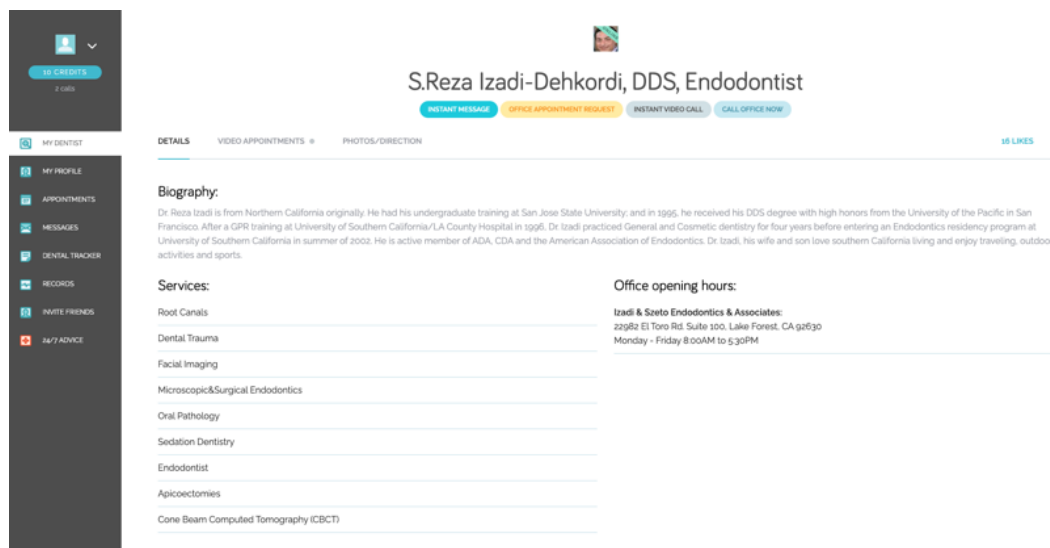 10 CREDITS
2 calls
MY DENTIST
MY PROFILE
APPOINTMENTS
MESSAGES
DENTAL TRACKER
RECORDS
INVITE FRIENDS
24/7 ADVICE
S.Reza Izadi-Dehkordi, DDS, Endodontist
INSTANT MESSAGE OFFICE APPOINTMENT REQUEST INSTANT VIDEO CALL CALL OFFICE NOW
DETAILS VIDEO APPOINTMENTS PHOTOS/DIRECTION 16 LIKES
Biography:
Dr. Reza Izadi is from Northern California originally. He had his undergraduate training at San Jose State University; and in 1995, he received his DDS degree with high honors from the University of the Pacific in San
Francisco. After a GPR training at University of Southern California/LA County Hospital in 1996, Dr. Izadi practiced General and Cosmetic dentistry for four years before entering an Endodontics residency program at
University of Southern California in summer of 2002. He is active member of ADA, CDA and the American Association of Endodontics. Dr. Izadi, his wife and son love southern California living and enjoy traveling, outdoo
activities and sports.
Services:
Root Canals
Dental Trauma
Facial Imaging
Microscopic&Surgical Endodontics
Oral Pathology
Sedation Dentistry
Endodontist
Apicoectomies
Cone Beam Computed Tomography (CBCT)
Office opening hours:
Izadi & Szeto Endodontics & Associates:
22982 El Toro Rd. Suite 100, Lake Forest, CA 92630
Monday - Friday 8:00AM to 5:30PM